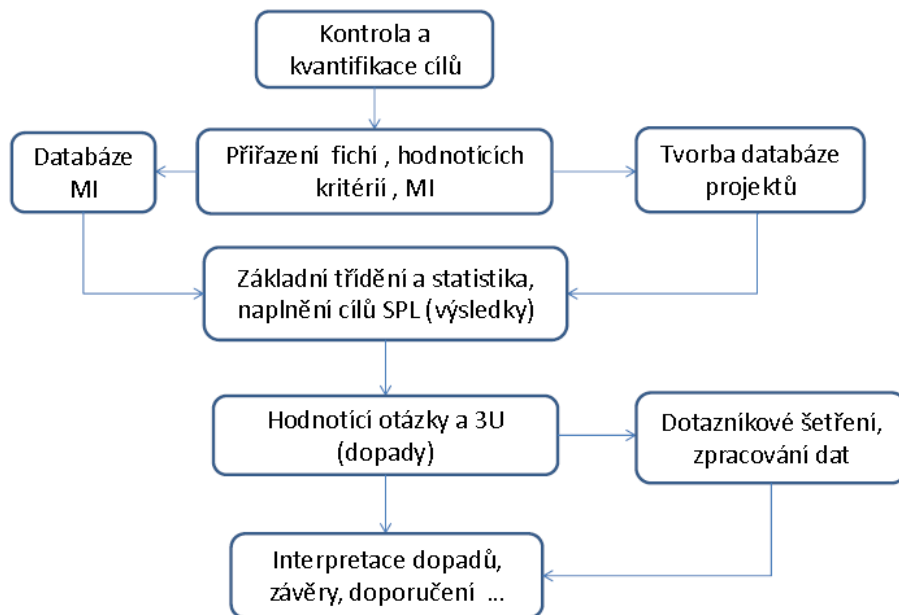 Kontrola a
kvantifikace cílů
Databáze
MI
Přiřazení fichí , hodnotících
kritérií , MI
Tvorba databáze
projektů
Základní třídění a statistika,
naplnění cílů SPL (výsledky)
Hodnotící otázky a 3U
(dopady)
Dotazníkové šetření,
zpracování dat
Interpretace dopadů,
závěry, doporučení ...